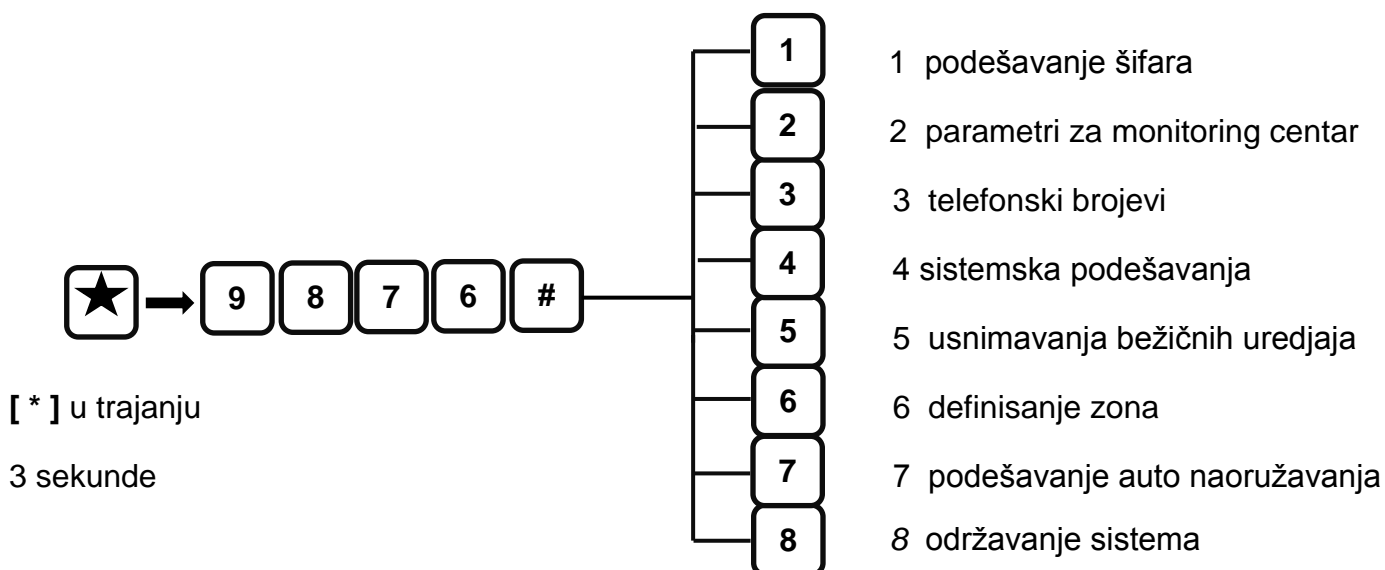 1
1 podešavanje šifara
2
2 parametri za monitoring centar
3
3 telefonski brojevi
4
4 sistemska podešavanja
9 8 7 6 #
5
5 usnimavanja bežičnih uredjaja
[ * ] u trajanju
6
6 definisanje zona
3 sekunde
7
7 podešavanje auto naoružavanja
8
8 održavanje sistema